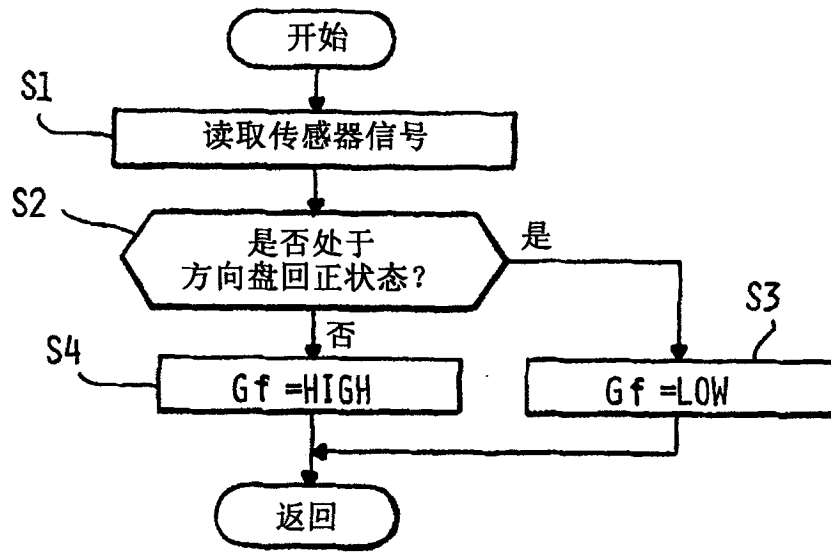 开始
S1
读取传感器信号
S2
是否处于
方向盘回正状态?
是
否
S3
S4
Gf=HIGH
Gf=LOW
返回